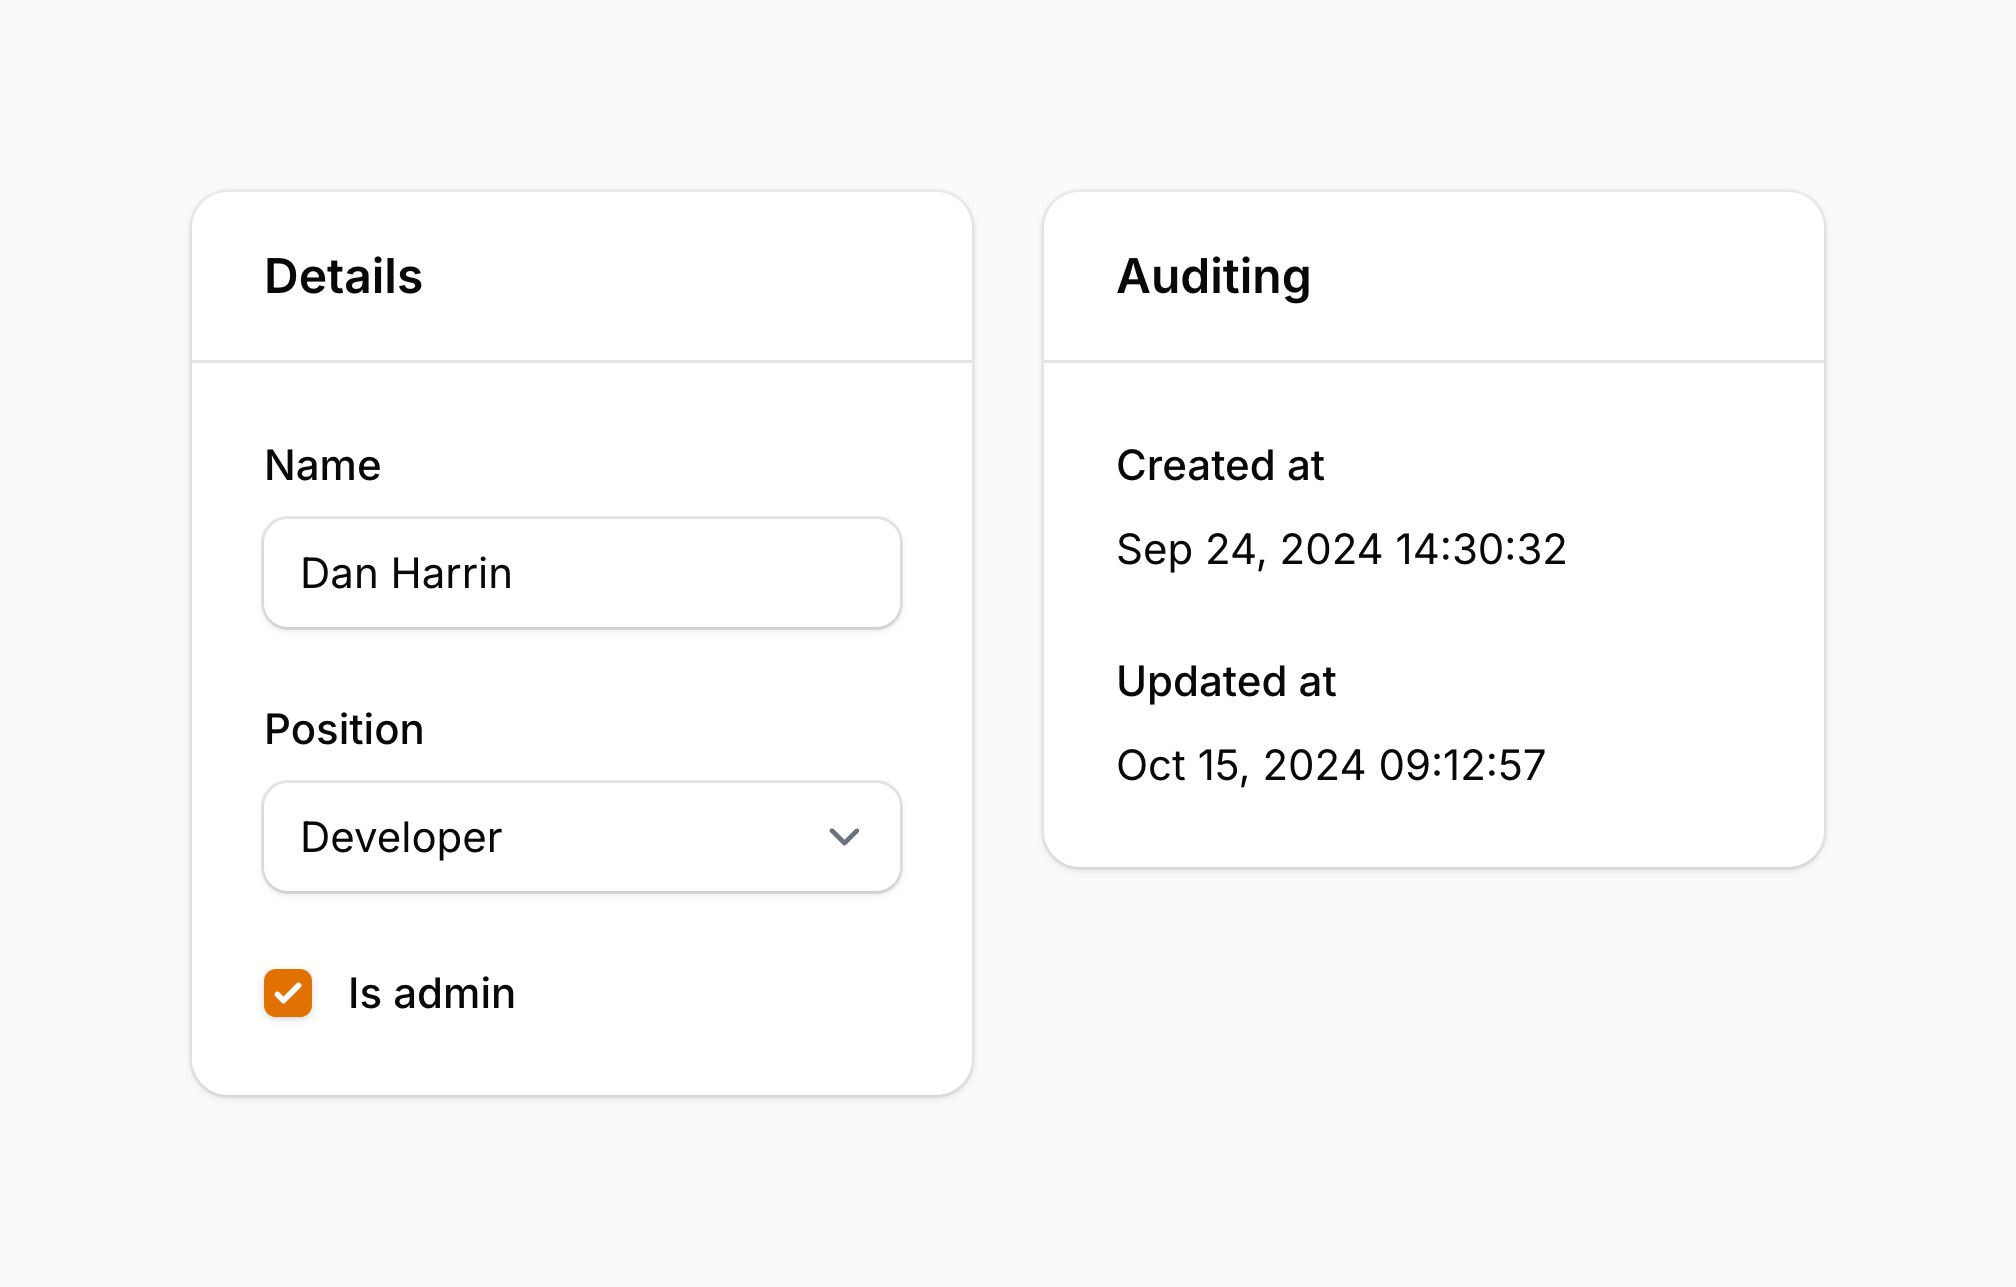 Details
Name
Dan Harrin
Position
Developer
Is admin
Auditing
Created at
Sep 24, 2024 14:30:32
Updated at
Oct 15, 2024 09:12:57